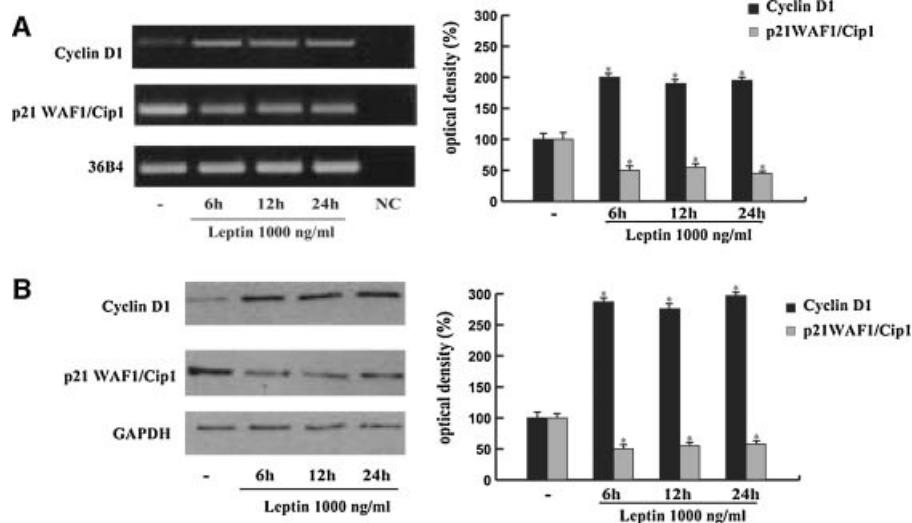 A
Cyclin D1
p21 WAF1/Cip1
36B4
-
6h
12h
24h
NC
Leptin 1000 ng/ml
optical density (%)
300
250
200
150
100
50
0
*
*
*
*
*
*
-
6h
12h
24h
Leptin 1000 ng/ml
Cyclin D1
p21WAF1/Cip1
B
Cyclin D1
p21 WAF1/Cip1
GAPDH
-
6h
12h
24h
Leptin 1000 ng/ml
optical density (%)
300
250
200
150
100
50
0
*
*
*
*
*
*
-
6h
12h
24h
Leptin 1000 ng/ml
Cyclin D1
p21WAF1/Cip1